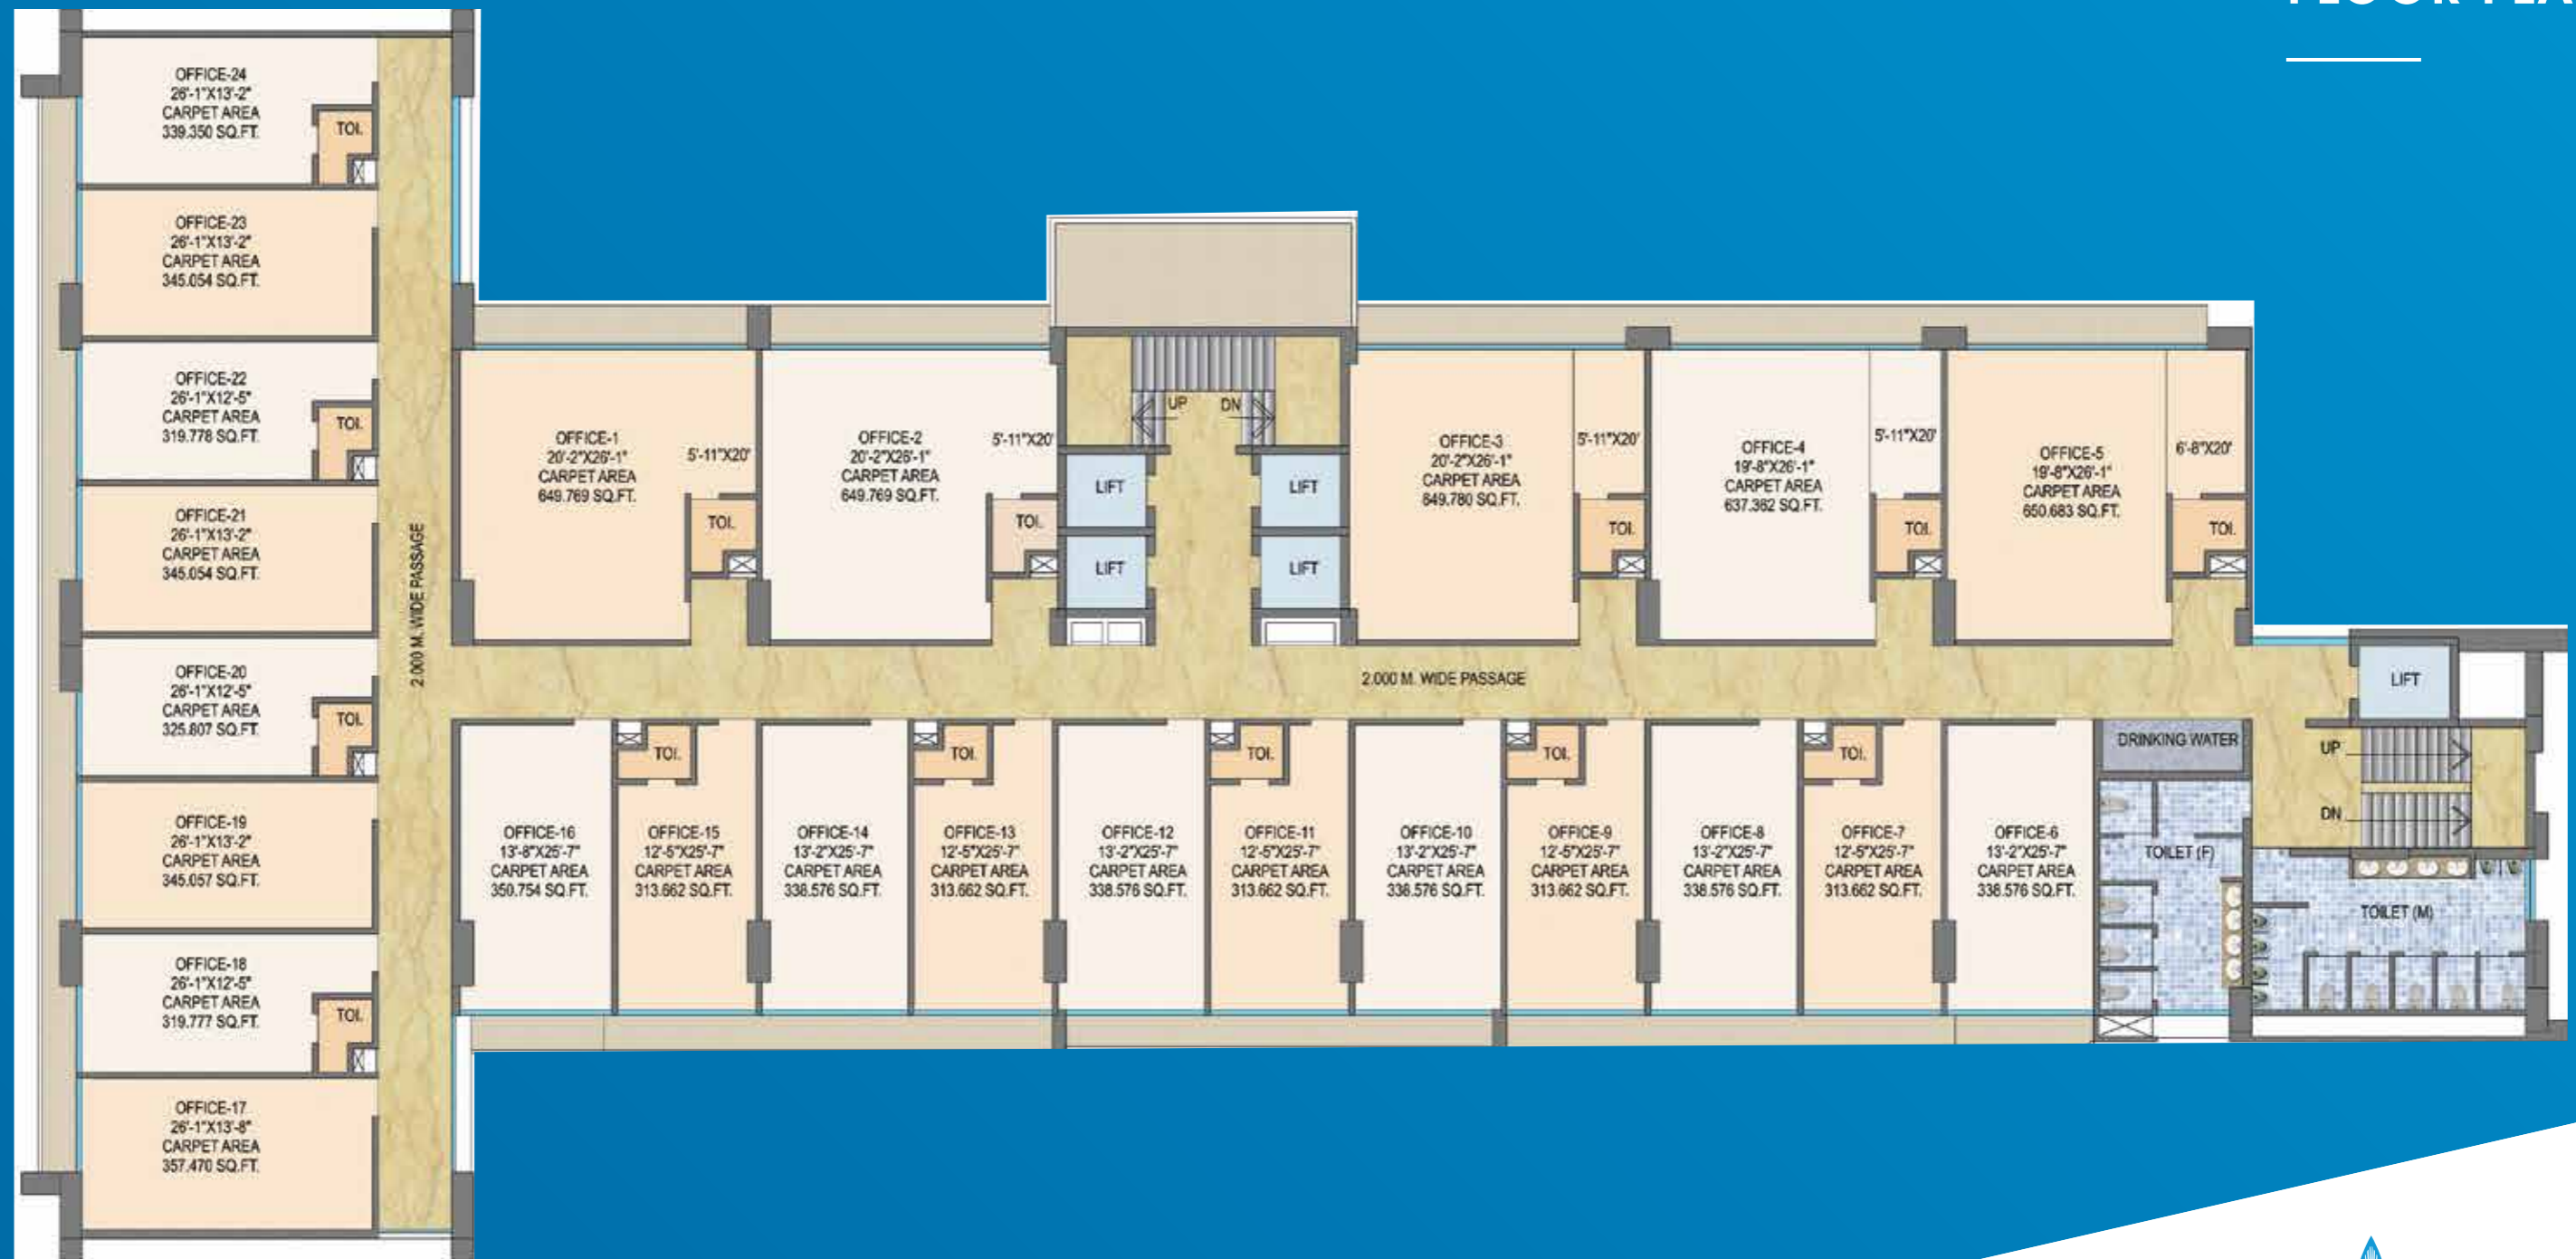 OFFICE-24
26'-1"X13'-2"
CARPET AREA
339.350 SQ.FT.
TOI.
OFFICE-23
26'-1"X13'-2"
CARPET AREA
345.054 SQ.FT.
OFFICE-22
26'-1"X12'-5"
CARPET AREA
319.778 SQ.FT.
TOI.
OFFICE-21
26'-1"X13'-2"
CARPET AREA
345.054 SQ.FT.
OFFICE-20
26'-1"X12'-5"
CARPET AREA
325.807 SQ.FT.
TOI.
OFFICE-19
26'-1"X13'-2"
CARPET AREA
345.057 SQ.FT.
OFFICE-18
26'-1"X12'-5"
CARPET AREA
319.777 SQ.FT.
TOI.
OFFICE-17
26'-1"X13'-8"
CARPET AREA
357.470 SQ.FT.
2.000 M. WIDE PASSAGE
OFFICE-1
20'-2"X26'-1"
CARPET AREA
649.769 SQ.FT.
5'-11"X20'
TOI.
OFFICE-2
20'-2"X26'-1"
CARPET AREA
649.769 SQ.FT.
5'-11"X20'
TOI.
UP
DN
LIFT
LIFT
LIFT
LIFT
OFFICE-3
20'-2"X26'-1"
CARPET AREA
649.780 SQ.FT.
5'-11"X20'
TOI.
OFFICE-4
19'-8"X26'-1"
CARPET AREA
637.362 SQ.FT.
5'-11"X20'
TOI.
OFFICE-5
19'-8"X26'-1"
CARPET AREA
650.683 SQ.FT.
6'-8"X20'
TOI.
2.000 M. WIDE PASSAGE
LIFT
OFFICE-16
13'-8"X25'-7"
CARPET AREA
350.754 SQ.FT.
TOI.
OFFICE-15
12'-5"X25'-7"
CARPET AREA
313.662 SQ.FT.
OFFICE-14
13'-2"X25'-7"
CARPET AREA
338.576 SQ.FT.
TOI.
OFFICE-13
12'-5"X25'-7"
CARPET AREA
313.662 SQ.FT.
OFFICE-12
13'-2"X25'-7"
CARPET AREA
338.576 SQ.FT.
TOI.
OFFICE-11
12'-5"X25'-7"
CARPET AREA
313.662 SQ.FT.
OFFICE-10
13'-2"X25'-7"
CARPET AREA
338.576 SQ.FT.
TOI.
OFFICE-9
12'-5"X25'-7"
CARPET AREA
313.662 SQ.FT.
OFFICE-8
13'-2"X25'-7"
CARPET AREA
338.576 SQ.FT.
TOI.
OFFICE-7
12'-5"X25'-7"
CARPET AREA
313.662 SQ.FT.
OFFICE-6
13'-2"X25'-7"
CARPET AREA
338.576 SQ.FT.
DRINKING WATER
UP
DN
TOILET (F)
TOILET (M)